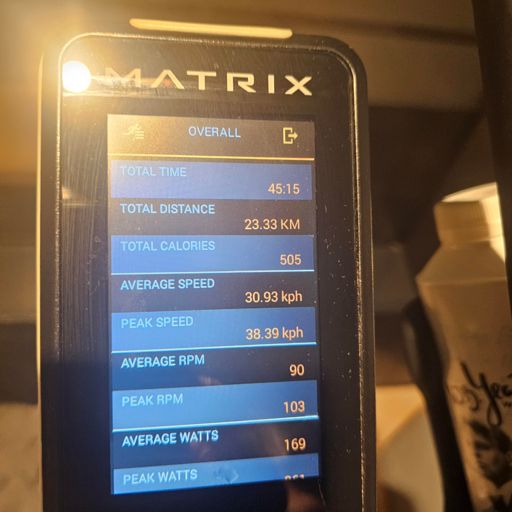 MATRIX
OVERALL
TOTAL TIME
45:15
TOTAL DISTANCE
23.33 KM
TOTAL CALORIES
505
AVERAGE SPEED
30.93 kph
PEAK SPEED
38.39 kph
AVERAGE RPM
90
PEAK RPM
103
AVERAGE WATTS
169
PEAK WATTS